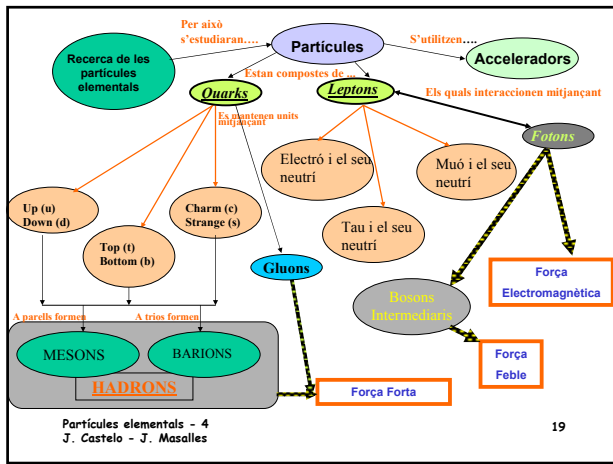 Per això
s'estudiaran….
Partícules
S'utilitzen….
Recerca de les
partícules
elementals
Acceleradors
Estan compostes de ...
Quarks
Leptons
Els quals interaccionen mitjançant
Es mantenen units
mitjançant
Fotons
Electró i el seu
neutrí
Muó i el seu
neutrí
Tau i el seu
neutrí
Up (u)
Down (d)
Charm (c)
Strange (s)
Top (t)
Bottom (b)
Gluons
Força
Electromagnètica
Bosons
Intermediaris
A parells formen
A trios formen
MESONS
BARIONS
HADRONS
Força
Feble
Força Forta
Partícules elementals - 4
J. Castelo - J. Masalles
19